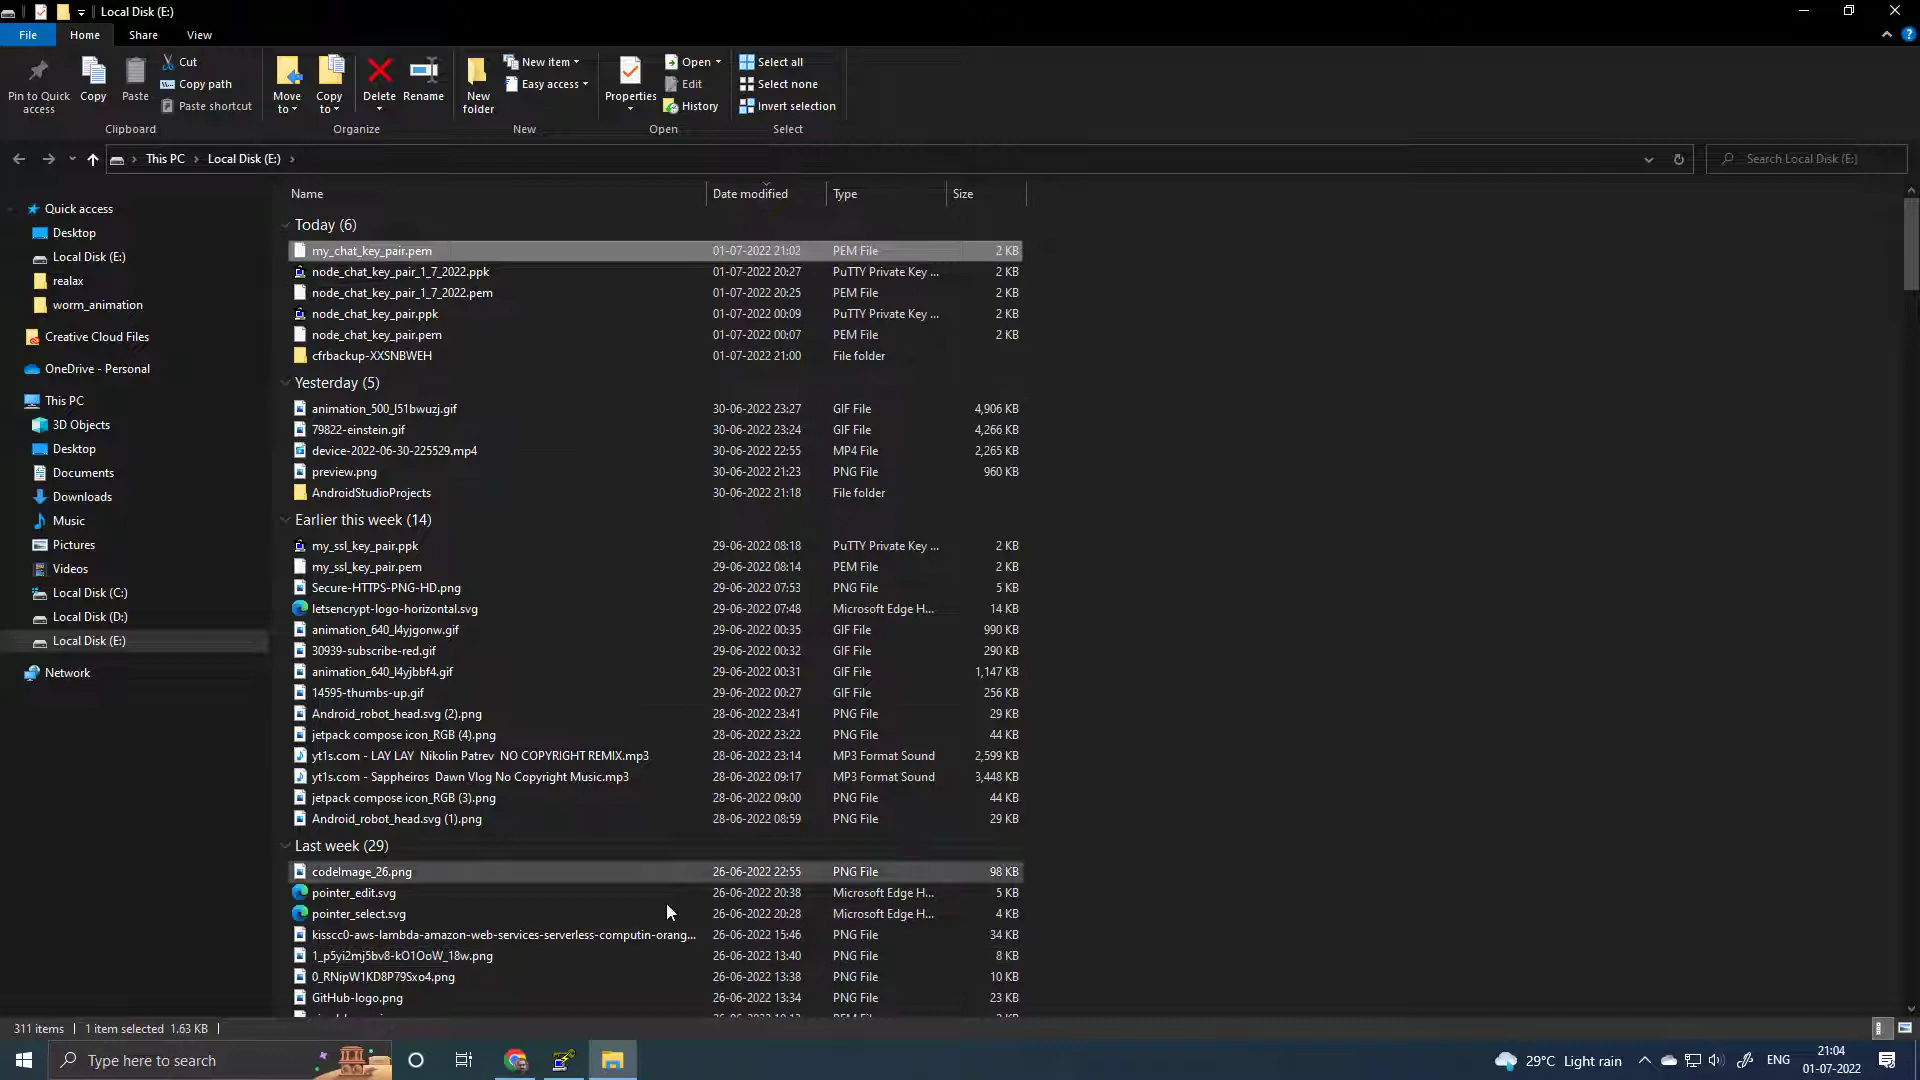 Local Disk (E:)
File
Home
Share
View
Pin to Quick access
Copy
Paste
Cut
Copy path
Paste shortcut
Clipboard
Move to
Copy to
Delete
Rename
Organize
New folder
New item
Easy access
New
Properties
Open
Edit
History
Open
Select all
Select none
Invert selection
Select
This PC
Local Disk (E:)
Search Local Disk (E:)
Quick access
Desktop
Local Disk (E:)
realax
worm_animation
Creative Cloud Files
OneDrive - Personal
This PC
3D Objects
Desktop
Documents
Downloads
Music
Pictures
Videos
Local Disk (C:)
Local Disk (D:)
Local Disk (E:)
Network
Name Date modified Type Size
Today (6)
my_chat_key_pair.pem 01-07-2022 21:02 PEM File 2 KB
node_chat_key_pair_1_7_2022.ppk 01-07-2022 20:27 PuTTY Private Key ... 2 KB
node_chat_key_pair_1_7_2022.pem 01-07-2022 20:25 PEM File 2 KB
node_chat_key_pair.ppk 01-07-2022 00:09 PuTTY Private Key ... 2 KB
node_chat_key_pair.pem 01-07-2022 00:07 PEM File 2 KB
cfrbackup-XXSNBWEH 01-07-2022 21:00 File folder
Yesterday (5)
animation_500_l51bwuzj.gif 30-06-2022 23:27 GIF File 4,906 KB
79822-einstein.gif 30-06-2022 23:24 GIF File 4,266 KB
device-2022-06-30-225529.mp4 30-06-2022 22:55 MP4 File 2,265 KB
preview.png 30-06-2022 21:23 PNG File 960 KB
AndroidStudioProjects 30-06-2022 21:18 File folder
Earlier this week (14)
my_ssl_key_pair.ppk 29-06-2022 08:18 PuTTY Private Key ... 2 KB
my_ssl_key_pair.pem 29-06-2022 08:14 PEM File 2 KB
Secure-HTTPS-PNG-HD.png 29-06-2022 07:53 PNG File 5 KB
letsencrypt-logo-horizontal.svg 29-06-2022 07:48 Microsoft Edge H... 14 KB
animation_640_l4yjgonw.gif 29-06-2022 00:35 GIF File 990 KB
30939-subscribe-red.gif 29-06-2022 00:32 GIF File 290 KB
animation_640_l4yjbbf4.gif 29-06-2022 00:31 GIF File 1,147 KB
14595-thumbs-up.gif 29-06-2022 00:27 GIF File 256 KB
Android_robot_head.svg (2).png 28-06-2022 23:41 PNG File 29 KB
jetpack compose icon_RGB (4).png 28-06-2022 23:22 PNG File 44 KB
yt1s.com - LAY LAY Nikolin Patrev NO COPYRIGHT REMIX.mp3 28-06-2022 23:14 MP3 Format Sound 2,599 KB
yt1s.com - Sappheiros Dawn Vlog No Copyright Music.mp3 28-06-2022 09:17 MP3 Format Sound 3,448 KB
jetpack compose icon_RGB (3).png 28-06-2022 09:00 PNG File 44 KB
Android_robot_head.svg (1).png 28-06-2022 08:59 PNG File 29 KB
Last week (29)
codeImage_26.png 26-06-2022 22:55 PNG File 98 KB
pointer_edit.svg 26-06-2022 20:38 Microsoft Edge H... 5 KB
pointer_select.svg 26-06-2022 20:28 Microsoft Edge H... 4 KB
kisscc0-aws-lambda-amazon-web-services-serverless-computin-orang... 26-06-2022 15:46 PNG File 34 KB
1_p5yi2mj5bv8-kO1OoW_18w.png 26-06-2022 13:40 PNG File 8 KB
0_RNipW1KD8P79Sxo4.png 26-06-2022 13:38 PNG File 10 KB
GitHub-logo.png 26-06-2022 13:34 PNG File 23 KB
311 items 1 item selected 1.63 KB
Type here to search
29°C Light rain
ENG
21:04
01-07-2022